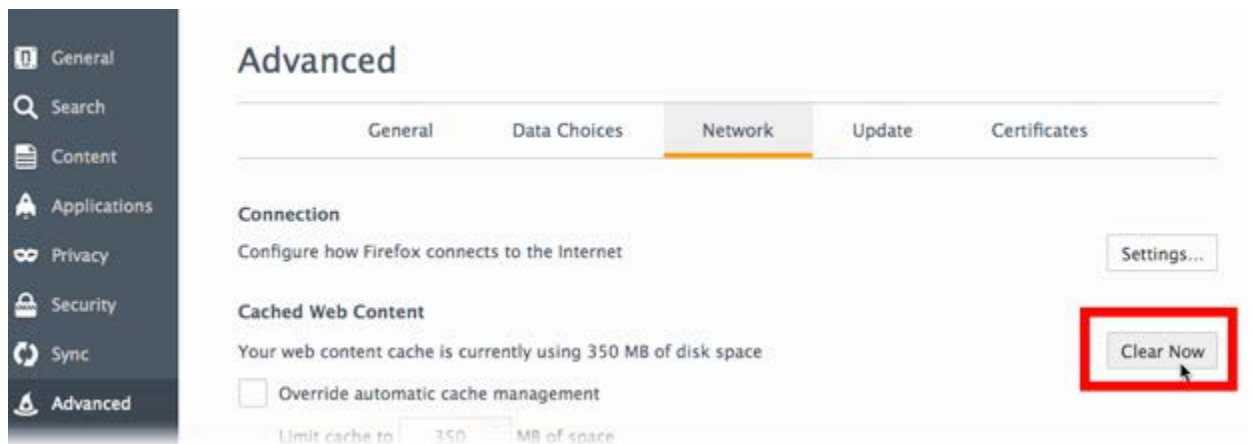 General
Search
Content
Applications
Privacy
Security
Sync
Advanced
Advanced
General Data Choices Network Update Certificates
Connection
Configure how Firefox connects to the Internet
Settings...
Cached Web Content
Your web content cache is currently using 350 MB of disk space
Clear Now
Override automatic cache management
Limit cache to 350 MB of space